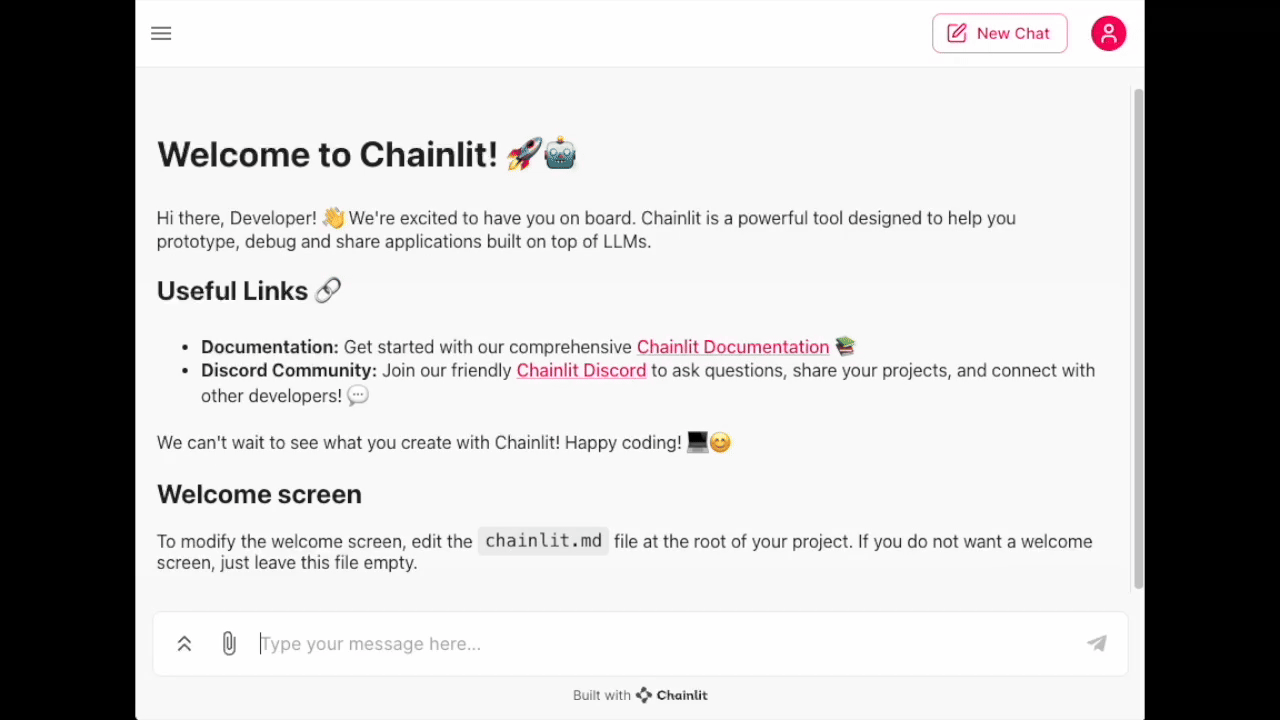 New Chat
Welcome to Chainlit! 🚀🤖
Hi there, Developer! 👋 We're excited to have you on board. Chainlit is a powerful tool designed to help you
prototype, debug and share applications built on top of LLMs.
Useful Links 🔗
• Documentation: Get started with our comprehensive Chainlit Documentation 📚
• Discord Community: Join our friendly Chainlit Discord to ask questions, share your projects, and connect with
other developers! 💬
We can't wait to see what you create with Chainlit! Happy coding! 💻😊
Welcome screen
To modify the welcome screen, edit the chainlit.md file at the root of your project. If you do not want a welcome
screen, just leave this file empty.
Type your message here...
Built with Chainlit